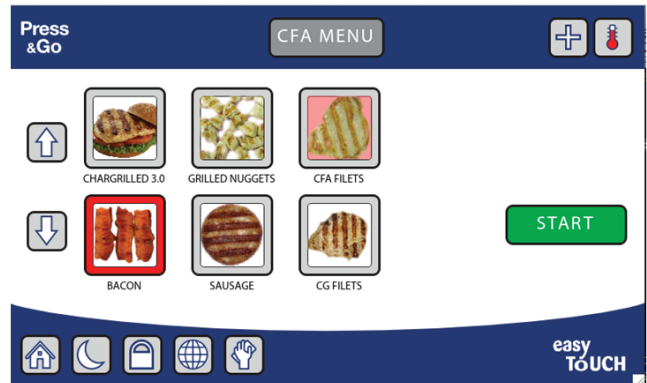 Press
&Go
CFA MENU
CHARGRILLED 3.0 GRILLED NUGGETS CFA FILETS
START
BACON SAUSAGE CG FILETS
easy
TOUCH